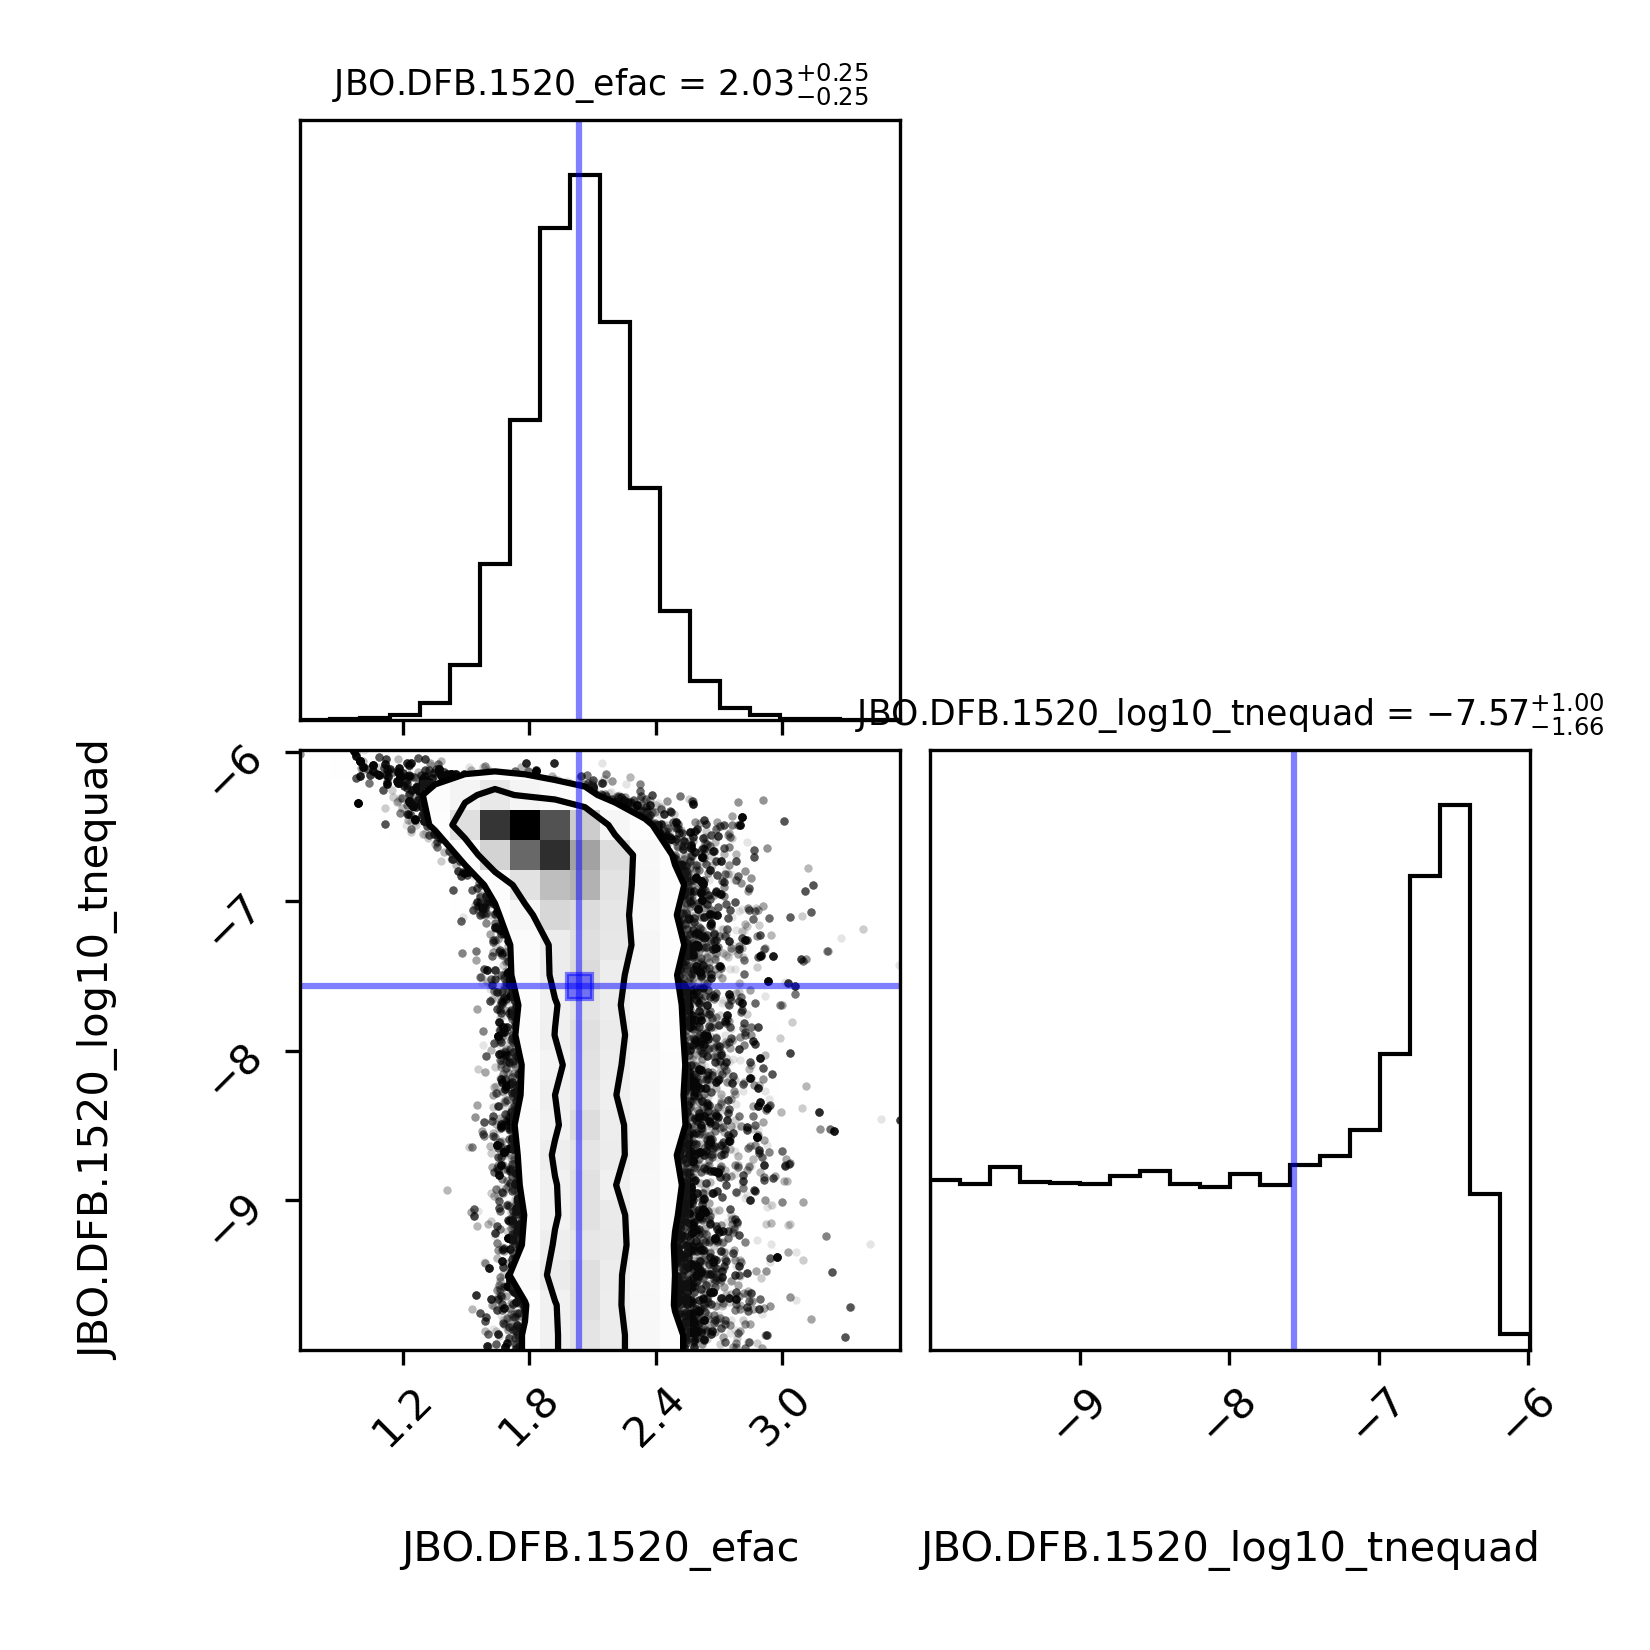 JBO.DFB.1520_efac = 2.03+0.25 −0.25
JBO.DFB.1520_log10_tnequad = −7.57+1.00 −1.66
JBO.DFB.1520_log10_tnequad
−6
−7
−8
−9
1.2 1.8 2.4 3.0
−9 −8 −7 −6
JBO.DFB.1520_efac
JBO.DFB.1520_log10_tnequad